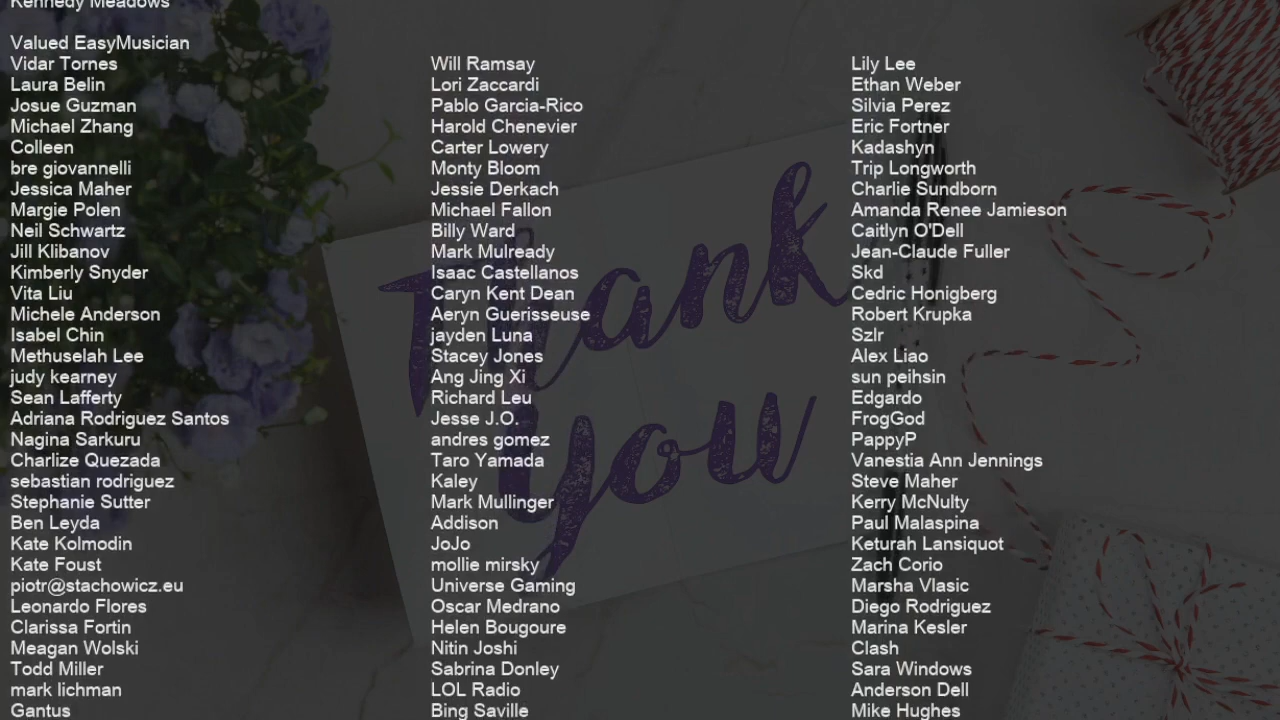 Kennedy Meadows
Valued EasyMusician
Vidar Tornes
Laura Belin
Josue Guzman
Michael Zhang
Colleen
bre giovannelli
Jessica Maher
Margie Polen
Neil Schwartz
Jill Klibanov
Kimberly Snyder
Vita Liu
Michele Anderson
Isabel Chin
Methuselah Lee
judy kearney
Sean Lafferty
Adriana Rodriguez Santos
Nagina Sarkuru
Charlize Quezada
sebastian rodriguez
Stephanie Sutter
Ben Leyda
Kate Kolmodin
Kate Foust
piotr@stachowicz.eu
Leonardo Flores
Clarissa Fortin
Meagan Wolski
Todd Miller
mark lichman
Gantus
Will Ramsay
Lori Zaccardi
Pablo Garcia-Rico
Harold Chenevier
Carter Lowery
Monty Bloom
Jessie Derkach
Michael Fallon
Billy Ward
Mark Mulready
Isaac Castellanos
Caryn Kent Dean
Aeryn Guerisseuse
jayden Luna
Stacey Jones
Ang Jing Xi
Richard Leu
Jesse J.O.
andres gomez
Taro Yamada
Kaley
Mark Mullinger
Addison
JoJo
mollie mirsky
Universe Gaming
Oscar Medrano
Helen Bougoure
Nitin Joshi
Sabrina Donley
LOL Radio
Bing Saville
Lily Lee
Ethan Weber
Silvia Perez
Eric Fortner
Kadashyn
Trip Longworth
Charlie Sundborn
Amanda Renee Jamieson
Caitlyn O'Dell
Jean-Claude Fuller
Skd
Cedric Honigberg
Robert Krupka
Szlr
Alex Liao
sun peihsin
Edgardo
FrogGod
PappyP
Vanestia Ann Jennings
Steve Maher
Kerry McNulty
Paul Malaspina
Keturah Lansiquot
Zach Corio
Marsha Vlasic
Diego Rodriguez
Marina Kesler
Clash
Sara Windows
Anderson Dell
Mike Hughes
Thank
you